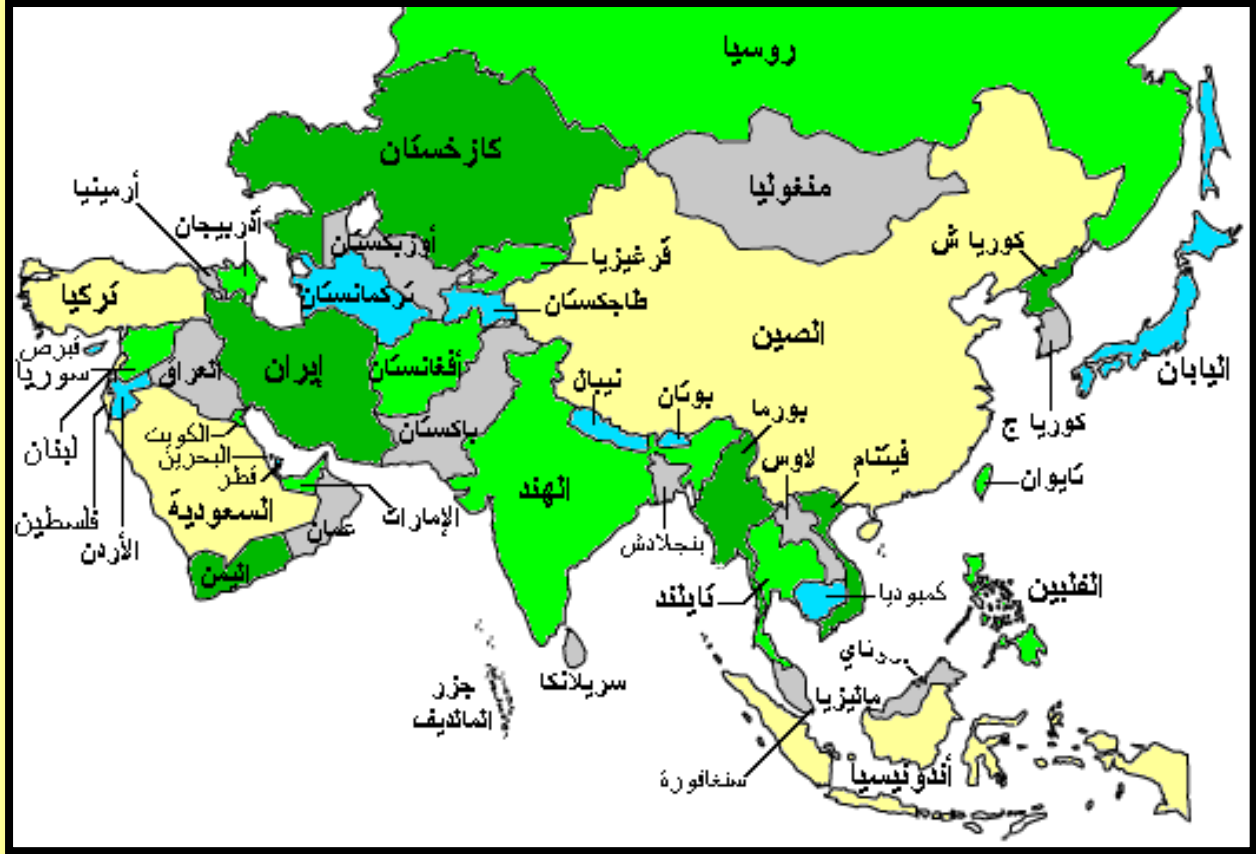 روسيا
كازخستان
منغوليا
أرمينيا
أذربيجان
أوزبكستان
قرغيزيا
كوريا ش
تركيا
تركمانستان
طاجكستان
الصين
قبرص
سوريا
العراق
إيران
أفغانستان
نيبال
بوتان
بورما
اليابان
لبنان
الكويت
باكستان
لاوس
فيتنام
كوريا ج
البحرين
قطر
الهند
تايوان
فلسطين
السعودية
الإمارات
عمان
الأردن
بنجلادش
اليمن
تايلند
كمبوديا
الفلبين
سريلانكا
جزر
المالديف
ماليزيا
سنغافورة
أندونيسيا